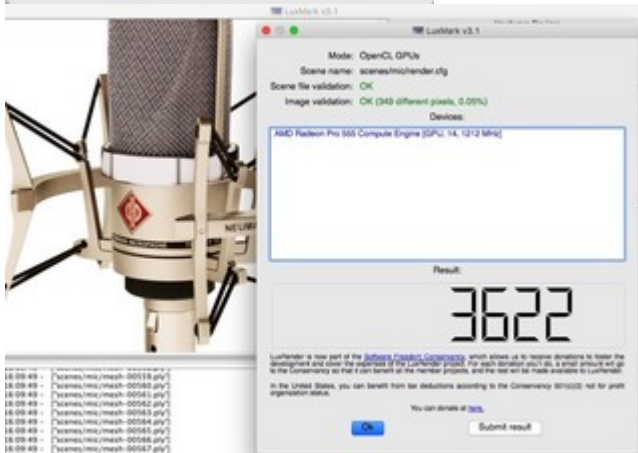 LuxMark v3.1
LuxMark v3.1
Mode: OpenCL GPUs
Scene name: scenes/mic/render.cfg
Scene file validation: OK
Image validation: OK (349 different pixels, 0.05%)
Devices:
AMD Radeon Pro 555 Compute Engine [GPU, 14, 1212 MHz]
NEUM
Result:
3622
LuxRender is now part of the Software Freedom Conservancy, which allows us to receive donations to foster the
development and cover the expenses of the LuxRender project. For each donation you'll do, a small amount will go
to the Conservancy so that it can benefit all the member projects, and the rest will be made available to LuxRender.
In the United States, you can benefit from tax deductions according to the Conservancy 501(c)(3) not for profit
organization status.
You can donate at here.
Ok
Submit result
16:09:49 - ["scenes/mic/mesh-00559.ply"]
16:09:49 - ["scenes/mic/mesh-00560.ply"]
16:09:49 - ["scenes/mic/mesh-00561.ply"]
16:09:49 - ["scenes/mic/mesh-00563.ply"]
16:09:49 - ["scenes/mic/mesh-00564.ply"]
16:09:49 - ["scenes/mic/mesh-00565.ply"]
16:09:49 - ["scenes/mic/mesh-00566.ply"]
16:09:49 - ["scenes/mic/mesh-00567.ply"]